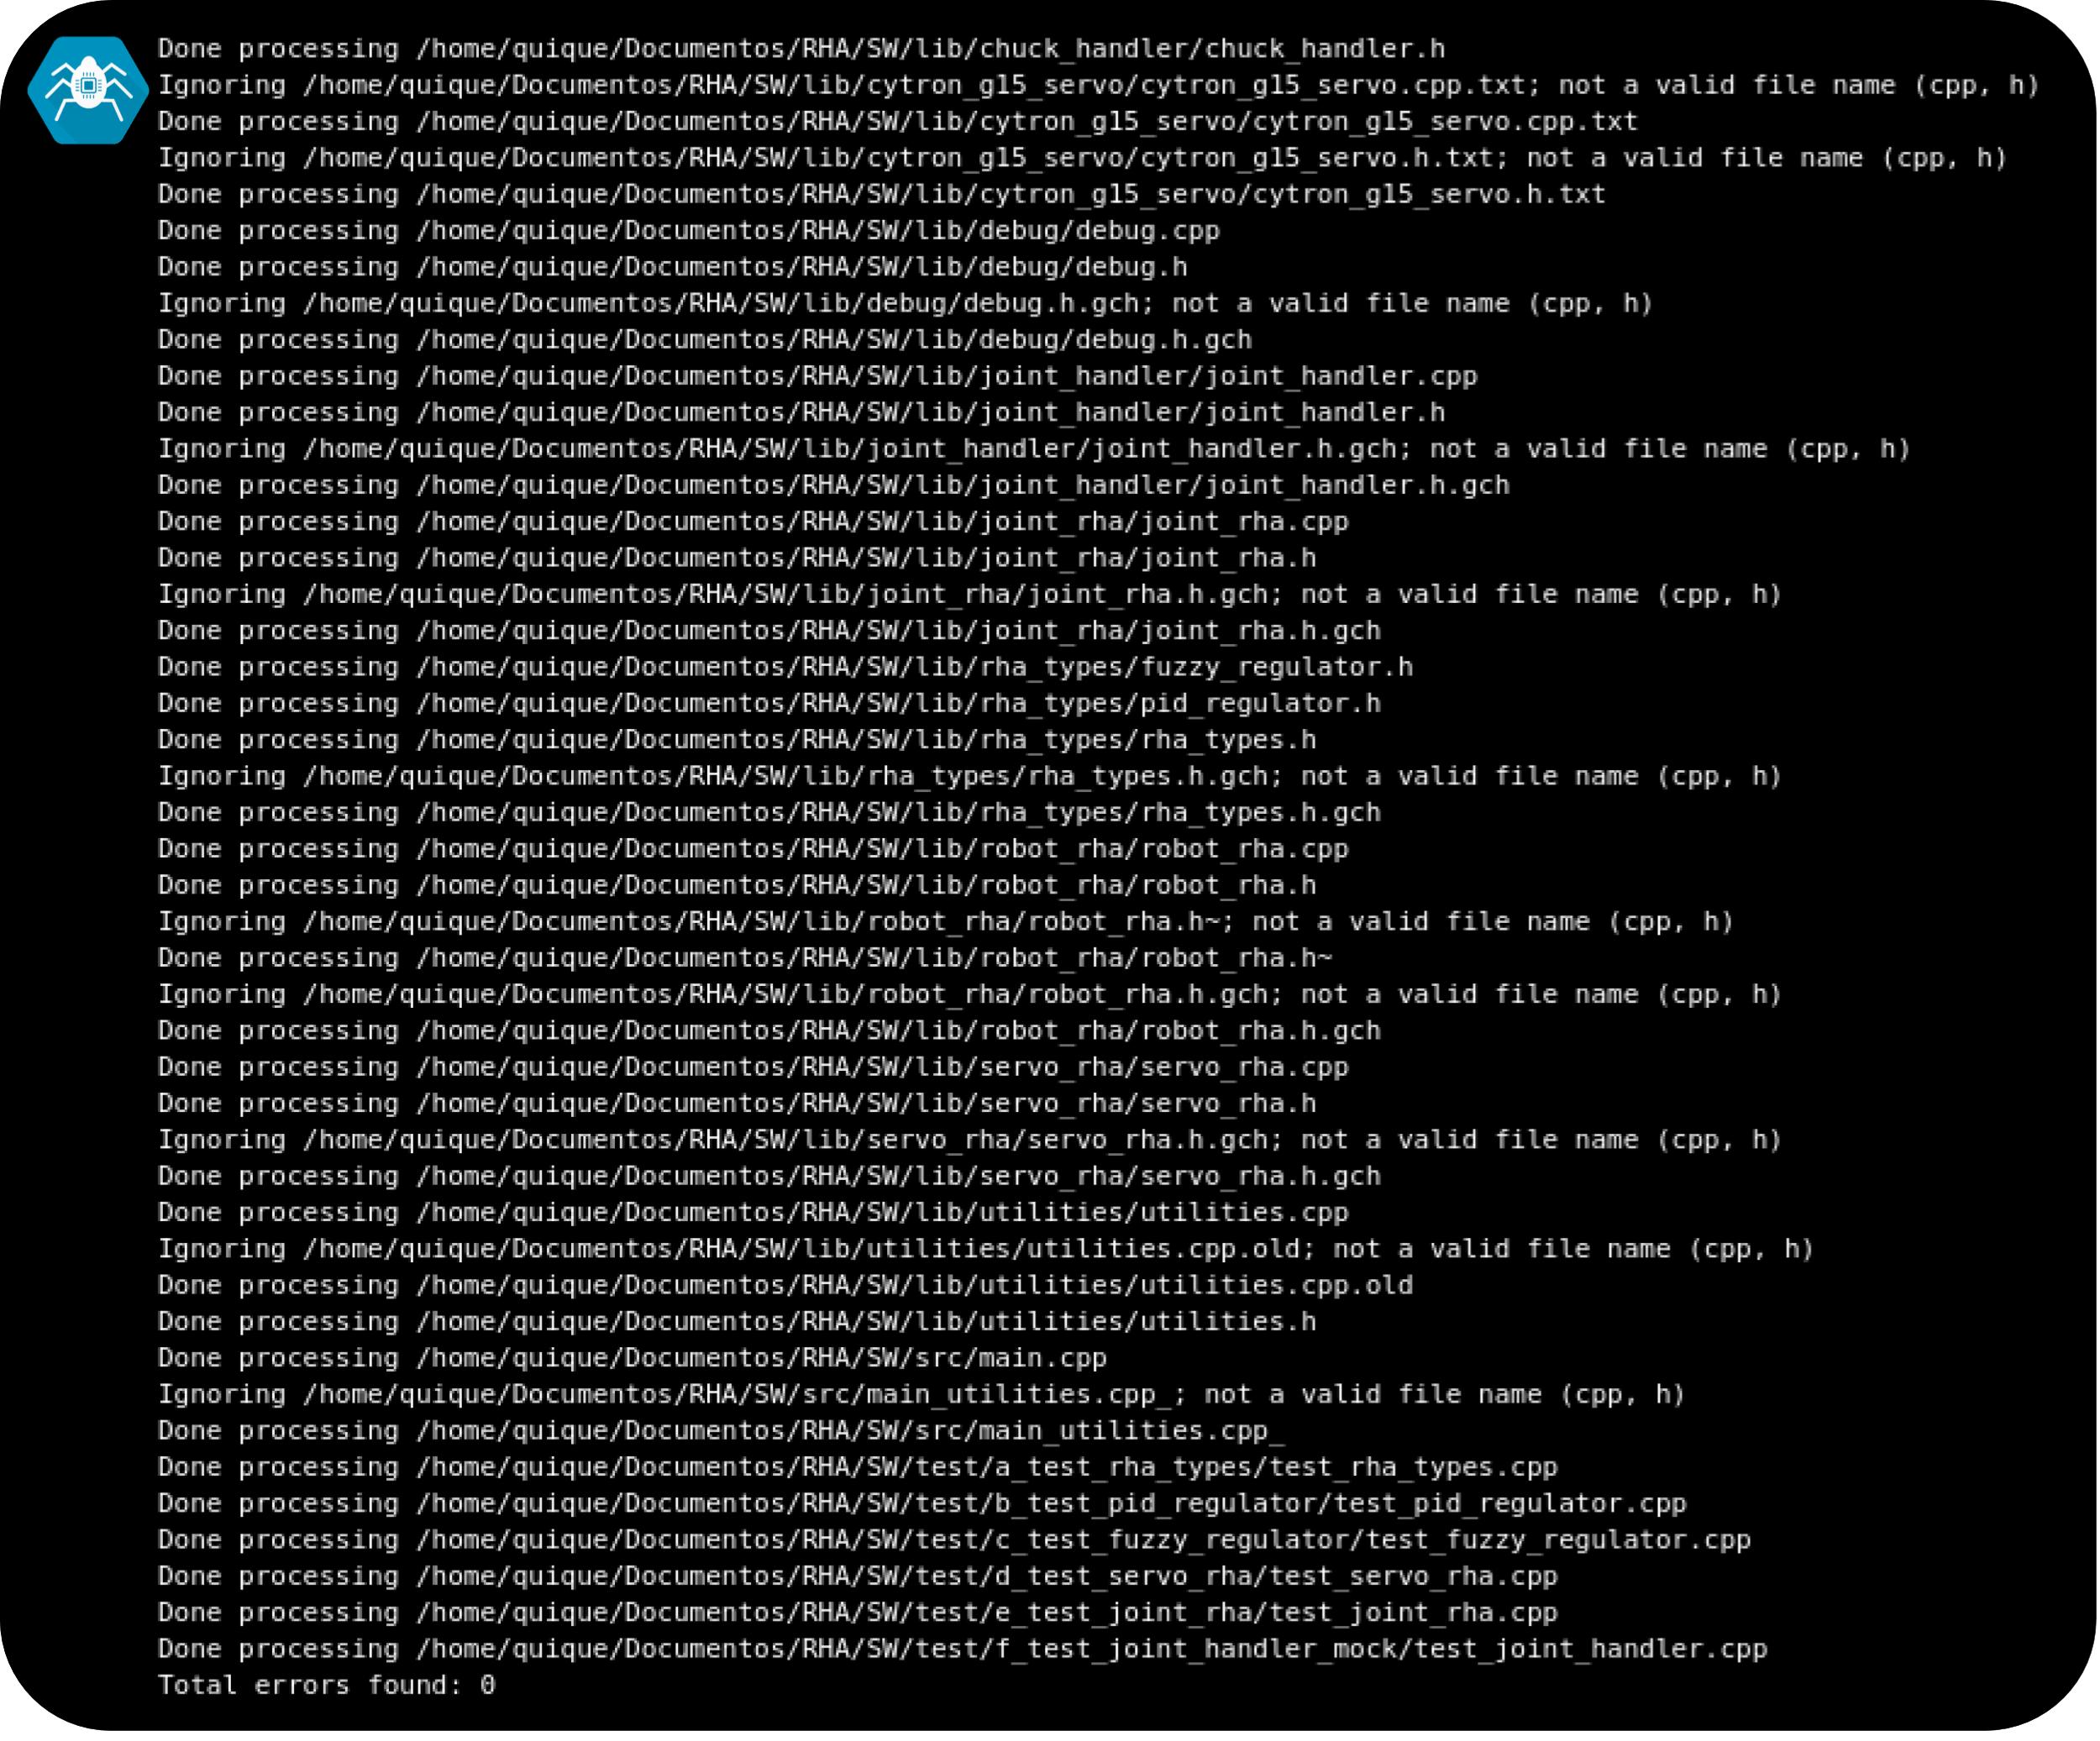 Done processing /home/quique/Documentos/RHA/SW/lib/chuck_handler/chuck_handler.h
Ignoring /home/quique/Documentos/RHA/SW/lib/cytron_g15_servo/cytron_g15_servo.cpp.txt; not a valid file name (cpp, h)
Done processing /home/quique/Documentos/RHA/SW/lib/cytron_g15_servo/cytron_g15_servo.cpp.txt
Ignoring /home/quique/Documentos/RHA/SW/lib/cytron_g15_servo/cytron_g15_servo.h.txt; not a valid file name (cpp, h)
Done processing /home/quique/Documentos/RHA/SW/lib/cytron_g15_servo/cytron_g15_servo.h.txt
Done processing /home/quique/Documentos/RHA/SW/lib/debug/debug.cpp
Done processing /home/quique/Documentos/RHA/SW/lib/debug/debug.h
Ignoring /home/quique/Documentos/RHA/SW/lib/debug/debug.h.gch; not a valid file name (cpp, h)
Done processing /home/quique/Documentos/RHA/SW/lib/debug/debug.h.gch
Done processing /home/quique/Documentos/RHA/SW/lib/joint_handler/joint_handler.cpp
Done processing /home/quique/Documentos/RHA/SW/lib/joint_handler/joint_handler.h
Ignoring /home/quique/Documentos/RHA/SW/lib/joint_handler/joint_handler.h.gch; not a valid file name (cpp, h)
Done processing /home/quique/Documentos/RHA/SW/lib/joint_handler/joint_handler.h.gch
Done processing /home/quique/Documentos/RHA/SW/lib/joint_rha/joint_rha.cpp
Done processing /home/quique/Documentos/RHA/SW/lib/joint_rha/joint_rha.h
Ignoring /home/quique/Documentos/RHA/SW/lib/joint_rha/joint_rha.h.gch; not a valid file name (cpp, h)
Done processing /home/quique/Documentos/RHA/SW/lib/joint_rha/joint_rha.h.gch
Done processing /home/quique/Documentos/RHA/SW/lib/rha_types/fuzzy_regulator.h
Done processing /home/quique/Documentos/RHA/SW/lib/rha_types/pid_regulator.h
Done processing /home/quique/Documentos/RHA/SW/lib/rha_types/rha_types.h
Ignoring /home/quique/Documentos/RHA/SW/lib/rha_types/rha_types.h.gch; not a valid file name (cpp, h)
Done processing /home/quique/Documentos/RHA/SW/lib/rha_types/rha_types.h.gch
Done processing /home/quique/Documentos/RHA/SW/lib/robot_rha/robot_rha.cpp
Done processing /home/quique/Documentos/RHA/SW/lib/robot_rha/robot_rha.h
Ignoring /home/quique/Documentos/RHA/SW/lib/robot_rha/robot_rha.h~; not a valid file name (cpp, h)
Done processing /home/quique/Documentos/RHA/SW/lib/robot_rha/robot_rha.h~
Ignoring /home/quique/Documentos/RHA/SW/lib/robot_rha/robot_rha.h.gch; not a valid file name (cpp, h)
Done processing /home/quique/Documentos/RHA/SW/lib/robot_rha/robot_rha.h.gch
Done processing /home/quique/Documentos/RHA/SW/lib/servo_rha/servo_rha.cpp
Done processing /home/quique/Documentos/RHA/SW/lib/servo_rha/servo_rha.h
Ignoring /home/quique/Documentos/RHA/SW/lib/servo_rha/servo_rha.h.gch; not a valid file name (cpp, h)
Done processing /home/quique/Documentos/RHA/SW/lib/servo_rha/servo_rha.h.gch
Done processing /home/quique/Documentos/RHA/SW/lib/utilities/utilities.cpp
Ignoring /home/quique/Documentos/RHA/SW/lib/utilities/utilities.cpp.old; not a valid file name (cpp, h)
Done processing /home/quique/Documentos/RHA/SW/lib/utilities/utilities.cpp.old
Done processing /home/quique/Documentos/RHA/SW/lib/utilities/utilities.h
Done processing /home/quique/Documentos/RHA/SW/src/main.cpp
Ignoring /home/quique/Documentos/RHA/SW/src/main_utilities.cpp_; not a valid file name (cpp, h)
Done processing /home/quique/Documentos/RHA/SW/src/main_utilities.cpp_
Done processing /home/quique/Documentos/RHA/SW/test/a_test_rha_types/test_rha_types.cpp
Done processing /home/quique/Documentos/RHA/SW/test/b_test_pid_regulator/test_pid_regulator.cpp
Done processing /home/quique/Documentos/RHA/SW/test/c_test_fuzzy_regulator/test_fuzzy_regulator.cpp
Done processing /home/quique/Documentos/RHA/SW/test/d_test_servo_rha/test_servo_rha.cpp
Done processing /home/quique/Documentos/RHA/SW/test/e_test_joint_rha/test_joint_rha.cpp
Done processing /home/quique/Documentos/RHA/SW/test/f_test_joint_handler_mock/test_joint_handler.cpp
Total errors found: 0